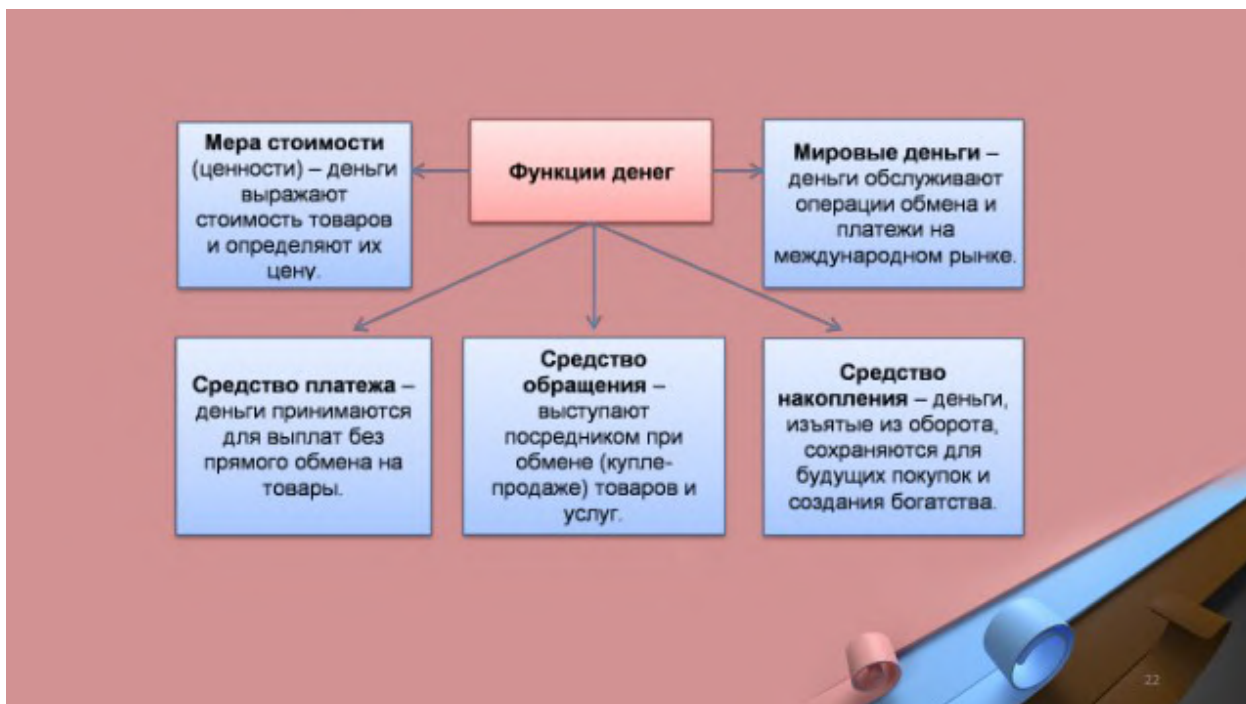 Функции денег
Мера стоимости
(ценности) – деньги
выражают
стоимость товаров
и определяют их
цену.
Мировые деньги –
деньги обслуживают
операции обмена и
платежи на
международном рынке.
Средство платежа –
деньги принимаются
для выплат без
прямого обмена на
товары.
Средство
обращения –
выступают
посредником при
обмене (купле-
продаже) товаров и
услуг.
Средство
накопления – деньги,
изъятые из оборота,
сохраняются для
будущих покупок и
создания богатства.
22